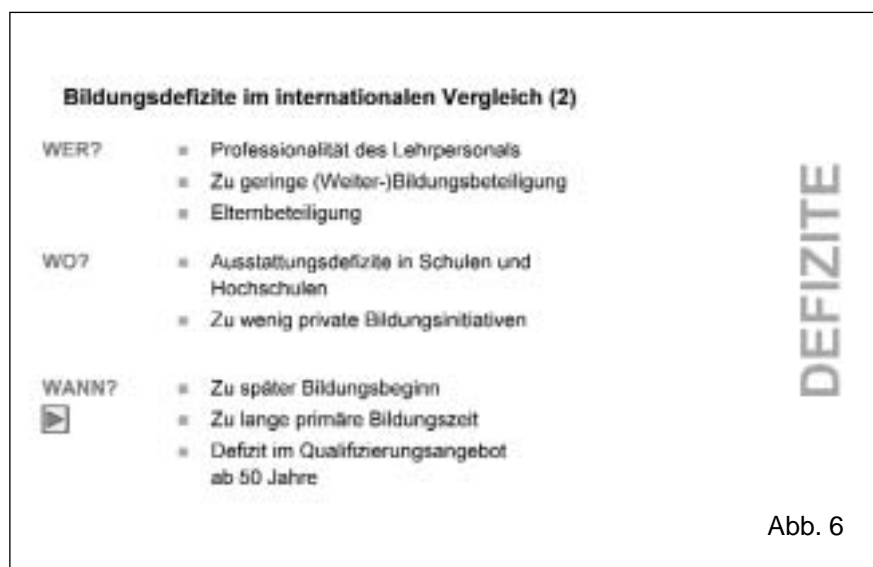 Bildungsdefizite im internationalen Vergleich (2)
WER?
Professionalität des Lehrpersonals
Zu geringe (Weiter-)Bildungsbeteiligung
Elternbeteiligung
WO?
Ausstattungsdefizite in Schulen und
Hochschulen
Zu wenig private Bildungsinitiativen
WANN?
Zu später Bildungsbeginn
Zu lange primäre Bildungszeit
Defizit im Qualifizierungsangebot
ab 50 Jahre
DEFIZITE
Abb. 6